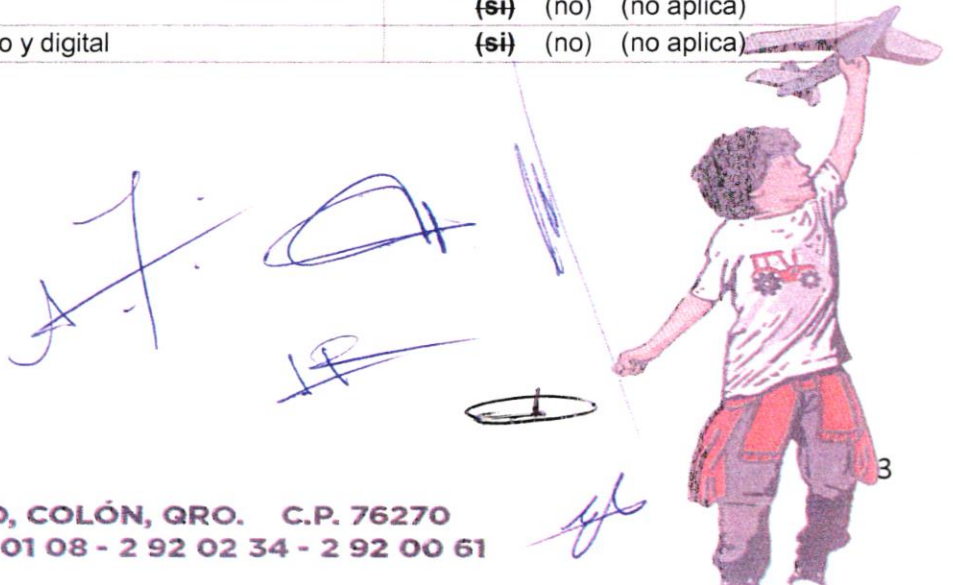 (si) (no) (no aplica)
o y digital (si) (no) (no aplica)
3
O, COLÓN, QRO. C.P. 76270
01 08 - 2 92 02 34 - 2 92 00 61